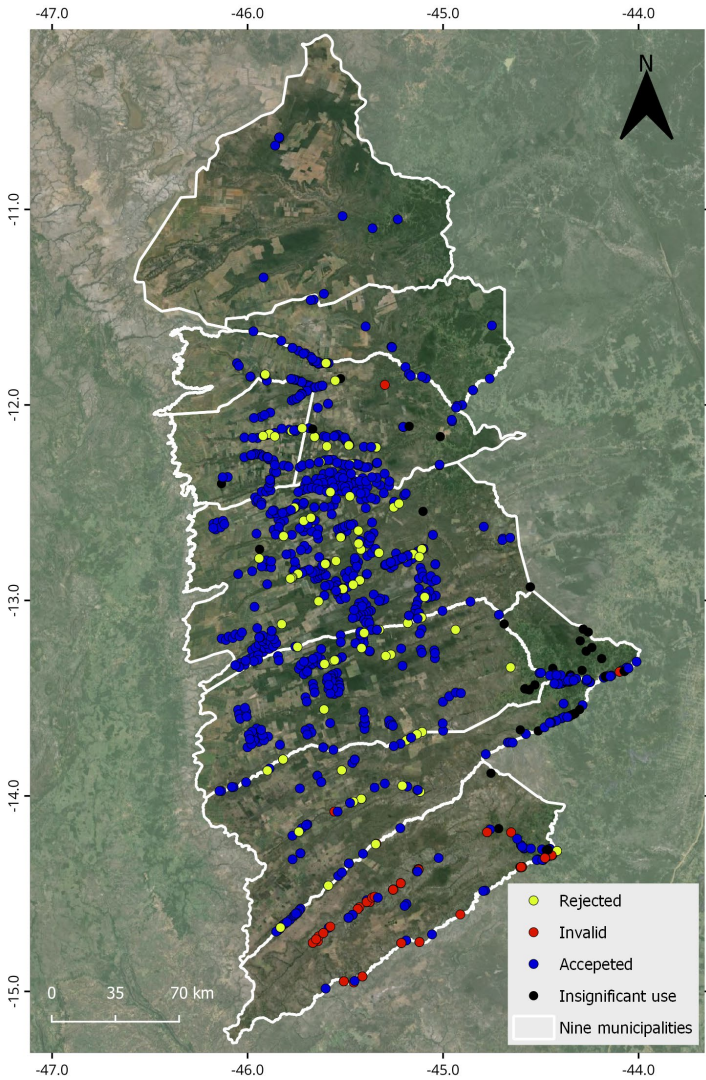 -47.0 -46.0 -45.0 -44.0
N
-11.0
-12.0
-13.0
-14.0
-15.0
0 35 70 km
Rejected
Invalid
Accepeted
Insignificant use
Nine municipalities
-47.0 -46.0 -45.0 -44.0